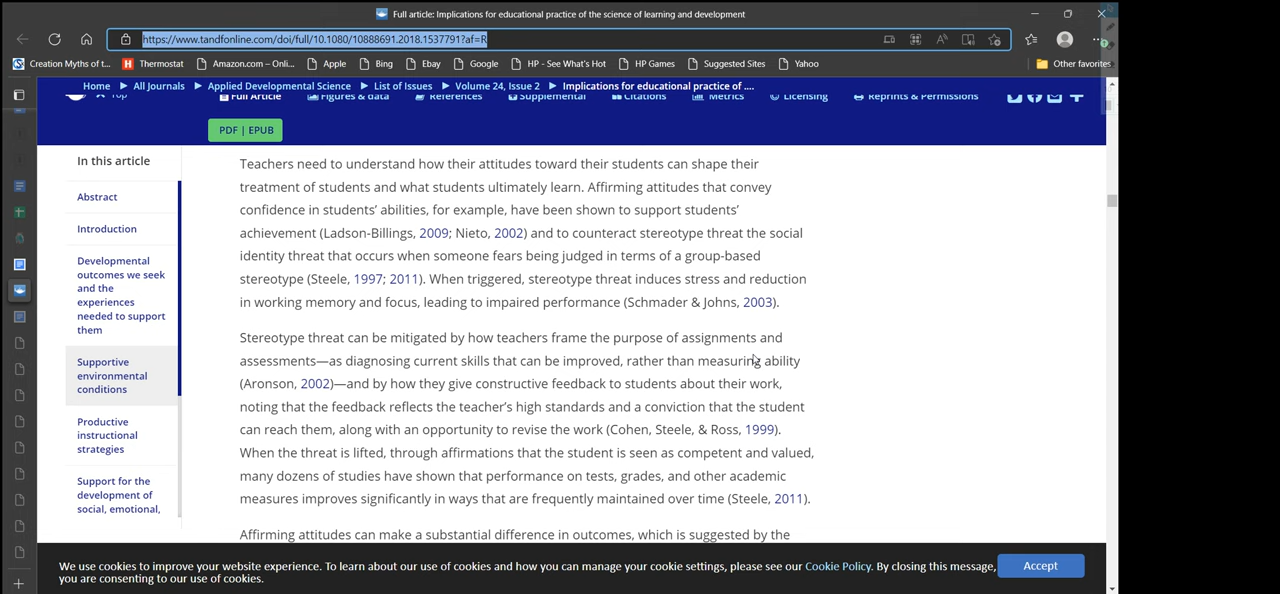 Full article: Implications for educational practice of the science of learning and development
https://www.tandfonline.com/doi/full/10.1080/10888691.2018.1537791?af=R
Creation Myths of t... Thermostat Amazon.com – Onli... Apple Bing Ebay Google HP - See What's Hot HP Games Suggested Sites Yahoo Other favorites
Home ▶ All Journals ▶ Applied Developmental Science ▶ List of Issues ▶ Volume 24, Issue 2 ▶ Implications for educational practice of ....
Top Full Article Figures & data References Supplemental Citations Metrics Licensing Reprints & Permissions
PDF | EPUB
In this article
Abstract
Introduction
Developmental
outcomes we seek
and the
experiences
needed to support
them
Supportive
environmental
conditions
Productive
instructional
strategies
Support for the
development of
social, emotional,
Teachers need to understand how their attitudes toward their students can shape their
treatment of students and what students ultimately learn. Affirming attitudes that convey
confidence in students' abilities, for example, have been shown to support students'
achievement (Ladson-Billings, 2009; Nieto, 2002) and to counteract stereotype threat the social
identity threat that occurs when someone fears being judged in terms of a group-based
stereotype (Steele, 1997; 2011). When triggered, stereotype threat induces stress and reduction
in working memory and focus, leading to impaired performance (Schmader & Johns, 2003).
Stereotype threat can be mitigated by how teachers frame the purpose of assignments and
assessments—as diagnosing current skills that can be improved, rather than measuring ability
(Aronson, 2002)—and by how they give constructive feedback to students about their work,
noting that the feedback reflects the teacher's high standards and a conviction that the student
can reach them, along with an opportunity to revise the work (Cohen, Steele, & Ross, 1999).
When the threat is lifted, through affirmations that the student is seen as competent and valued,
many dozens of studies have shown that performance on tests, grades, and other academic
measures improves significantly in ways that are frequently maintained over time (Steele, 2011).
Affirming attitudes can make a substantial difference in outcomes, which is suggested by the
We use cookies to improve your website experience. To learn about our use of cookies and how you can manage your cookie settings, please see our Cookie Policy. By closing this message,
you are consenting to our use of cookies.
Accept